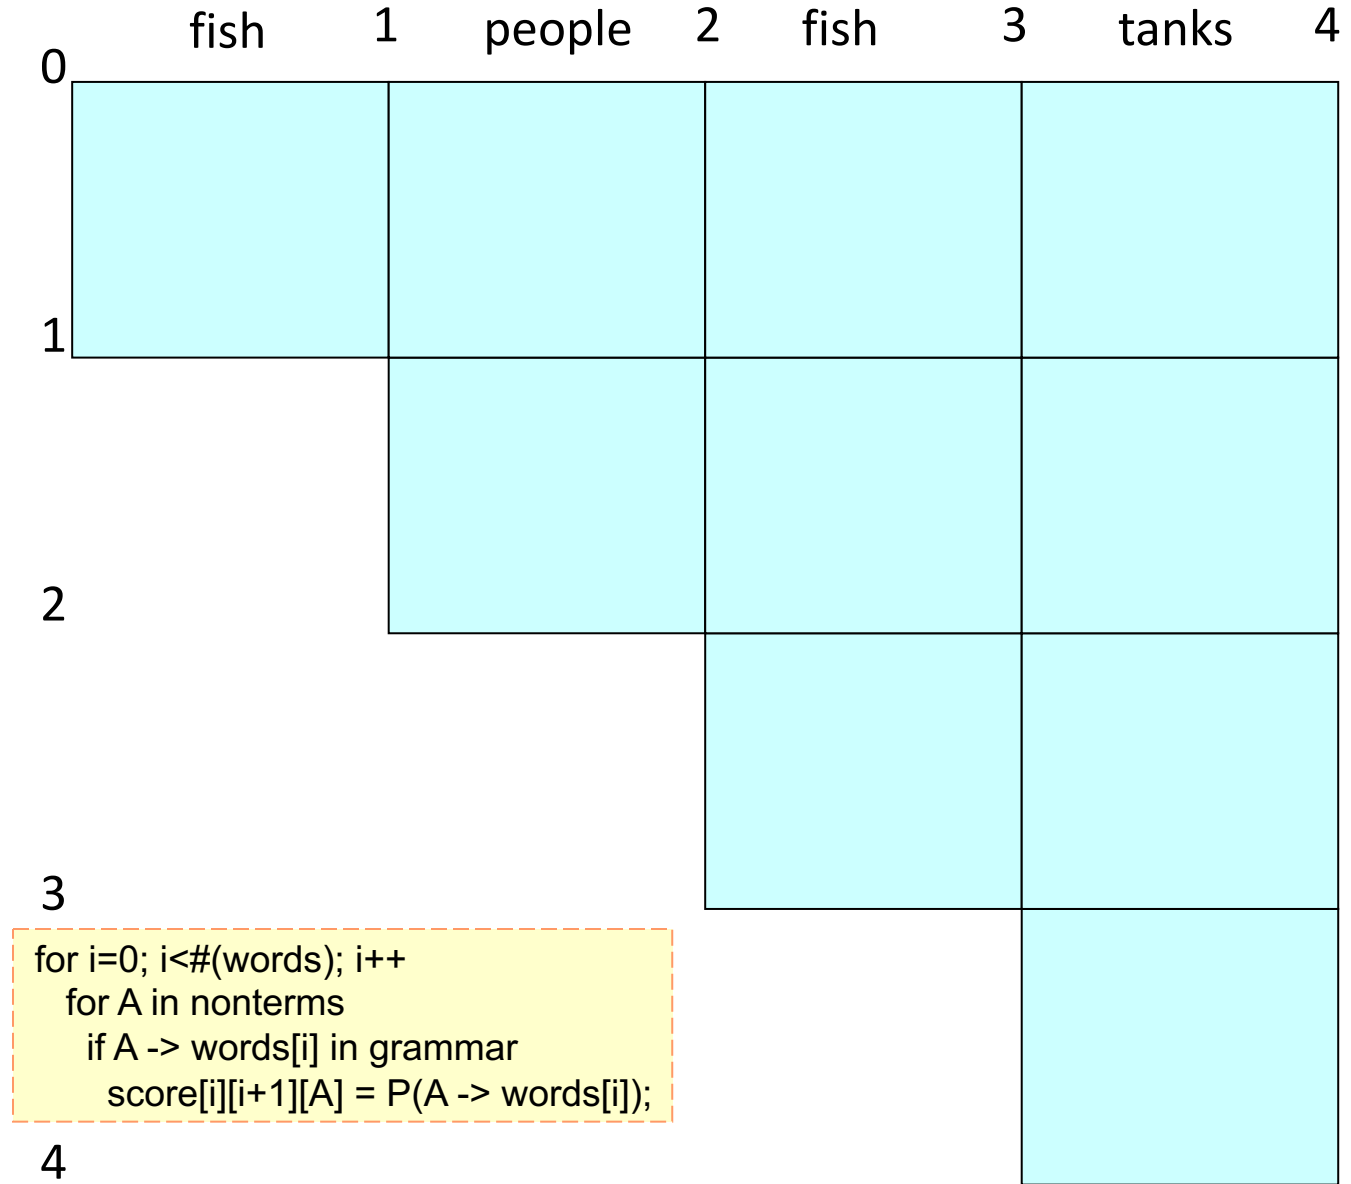 fish 1 people 2 fish 3 tanks 4
0
1
2
3
for i=0; i<#(words); i++
for A in nonterms
if A -> words[i] in grammar
score[i][i+1][A] = P(A -> words[i]);
4